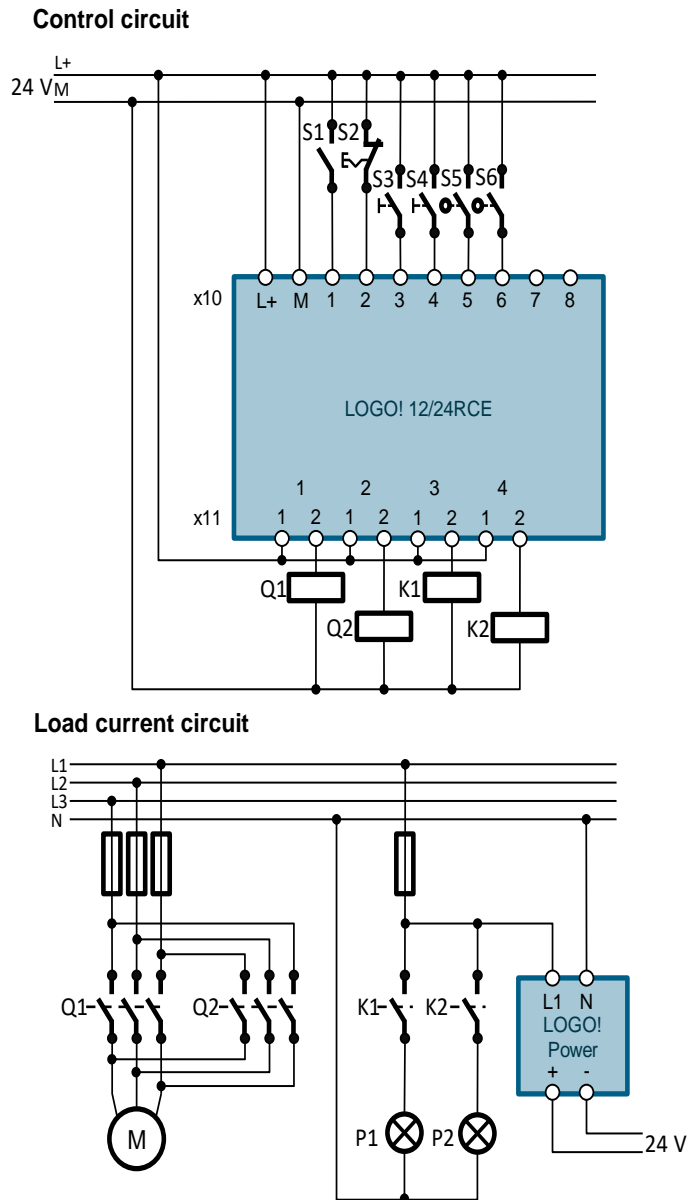 Control circuit
L+
24 V M
S1 S2
S3 S4 S5 S6
x10 L+ M 1 2 3 4 5 6 7 8
LOGO! 12/24RCE
1 2 3 4
x11 1 2 1 2 1 2 1 2
Q1 K1
Q2 K2
Load current circuit
L1
L2
L3
N
Q1 Q2 K1 K2 L1 N
LOGO!
Power
+ -
M P1 P2 24 V